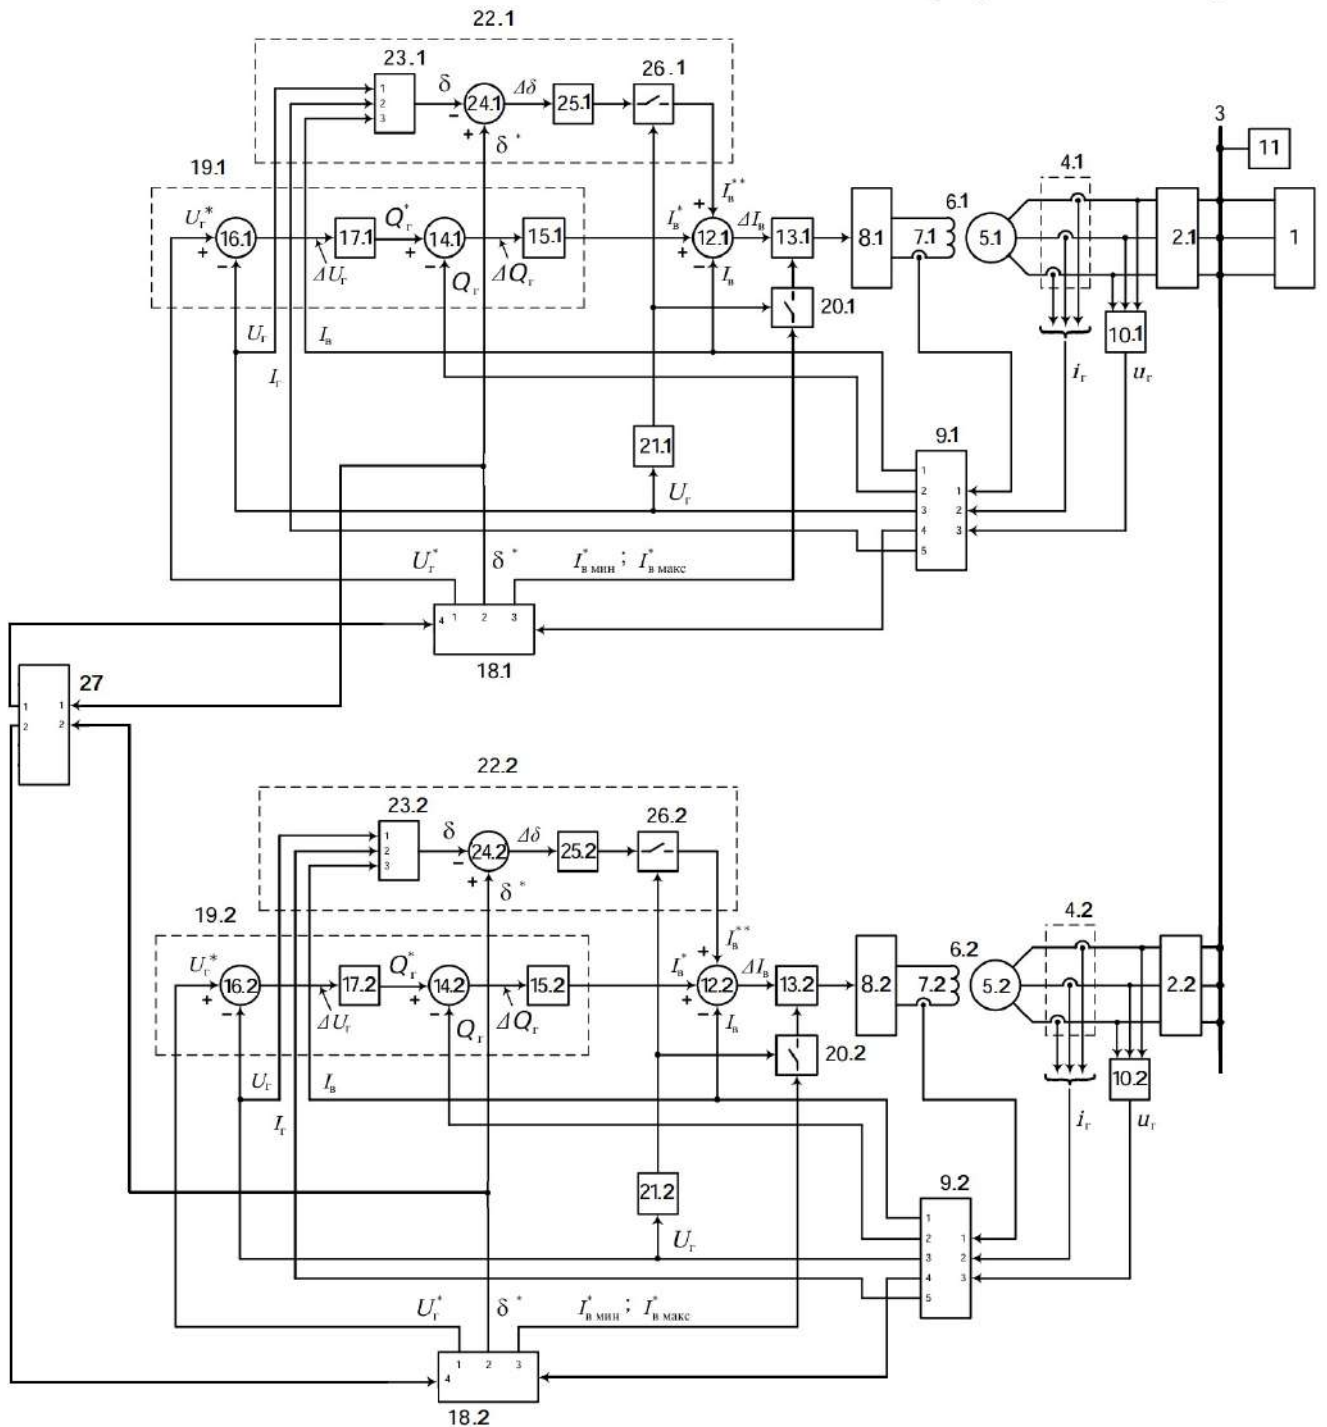 22.1
23.1
26.1
1
2
3
δ
−
24.1
Δδ
25.1
+
δ*
3
11
19.1
4.1
U_г*
+
16.1
−
17.1
ΔU_г
Q_г*
+
14.1
−
Q_г
ΔQ_г
15.1
I_в*
I_в**
+
+
12.1
−
I_в
ΔI_в
13.1
8.1
6.1
7.1
5.1
2.1
1
20.1
10.1
U_г
I_в
I_г
i_г
u_г
21.1
U_г
9.1
1
2
3
4
5
1
2
3
U_г*
δ*
I*_в мин ; I*_в макс
4
1
2
3
18.1
27
1
2
1
2
22.2
23.2
26.2
1
2
3
δ
−
24.2
Δδ
25.2
+
δ*
19.2
4.2
U_г*
+
16.2
−
17.2
ΔU_г
Q_г*
+
14.2
−
Q_г
ΔQ_г
15.2
I_в*
I_в**
+
+
12.2
−
I_в
ΔI_в
13.2
8.2
6.2
7.2
5.2
2.2
20.2
10.2
U_г
I_в
I_г
i_г
u_г
21.2
U_г
9.2
1
2
3
4
5
1
2
3
U_г*
δ*
I*_в мин ; I*_в макс
4
1
2
3
18.2